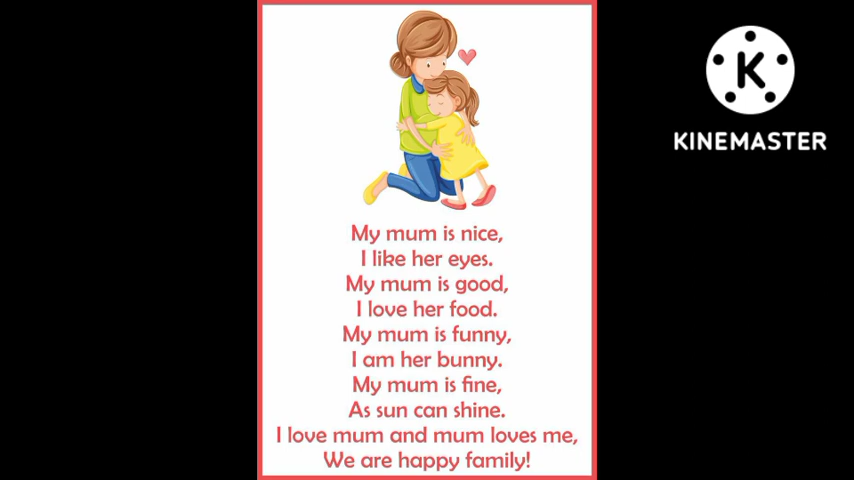 My mum is nice,
I like her eyes.
My mum is good,
I love her food.
My mum is funny,
I am her bunny.
My mum is fine,
As sun can shine.
I love mum and mum loves me,
We are happy family!
K
KINEMASTER